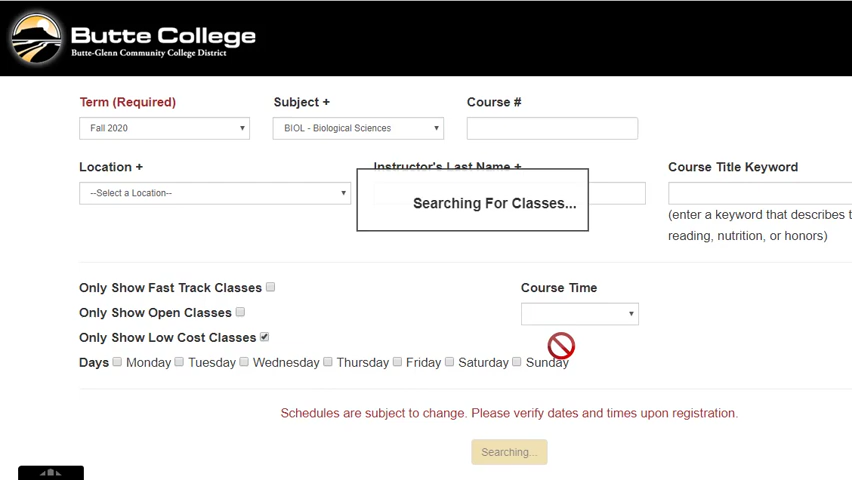 Butte College
Butte-Glenn Community College District
Term (Required)
Subject +
Course #
Fall 2020
BIOL - Biological Sciences
Location +
Instructor's Last Name +
Course Title Keyword
--Select a Location--
Searching For Classes...
(enter a keyword that describes t
reading, nutrition, or honors)
Only Show Fast Track Classes
Course Time
Only Show Open Classes
Only Show Low Cost Classes
Days Monday Tuesday Wednesday Thursday Friday Saturday Sunday
Schedules are subject to change. Please verify dates and times upon registration.
Searching...